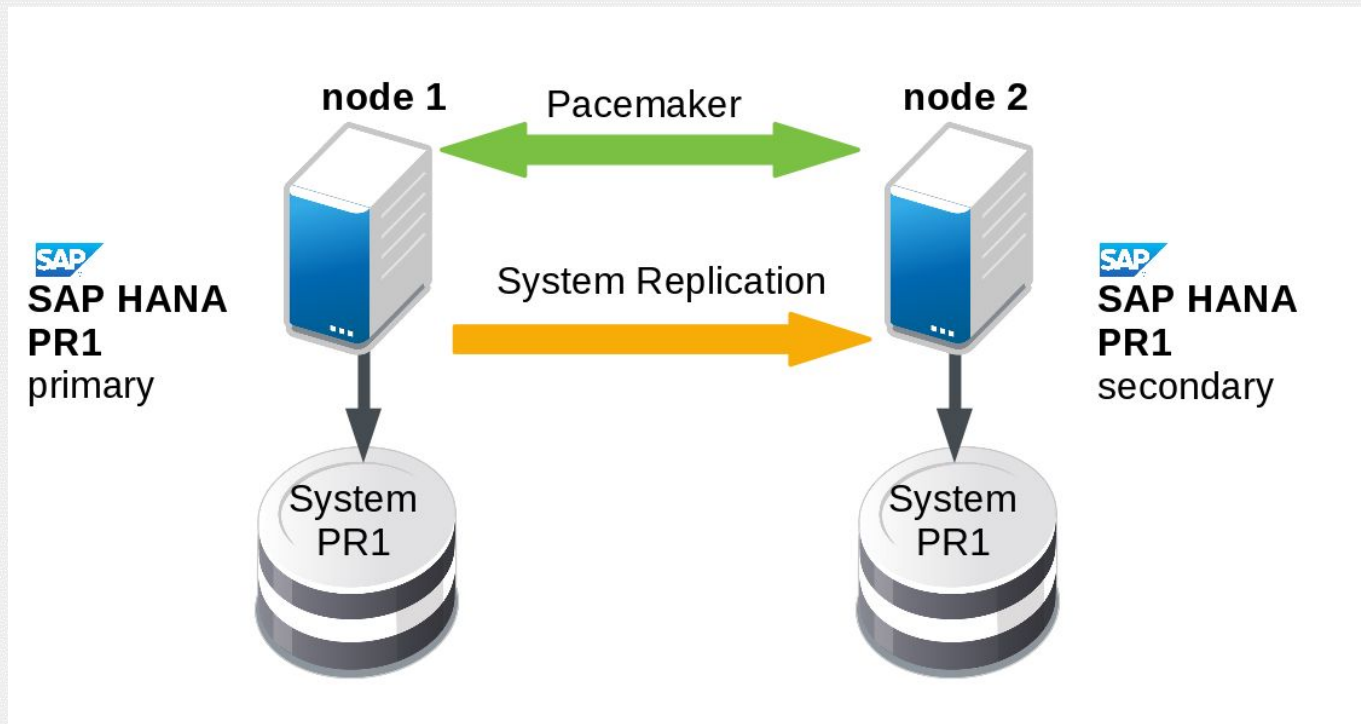 node 1
Pacemaker
node 2
SAP
SAP HANA
PR1
primary
System Replication
SAP
SAP HANA
PR1
secondary
System
PR1
System
PR1